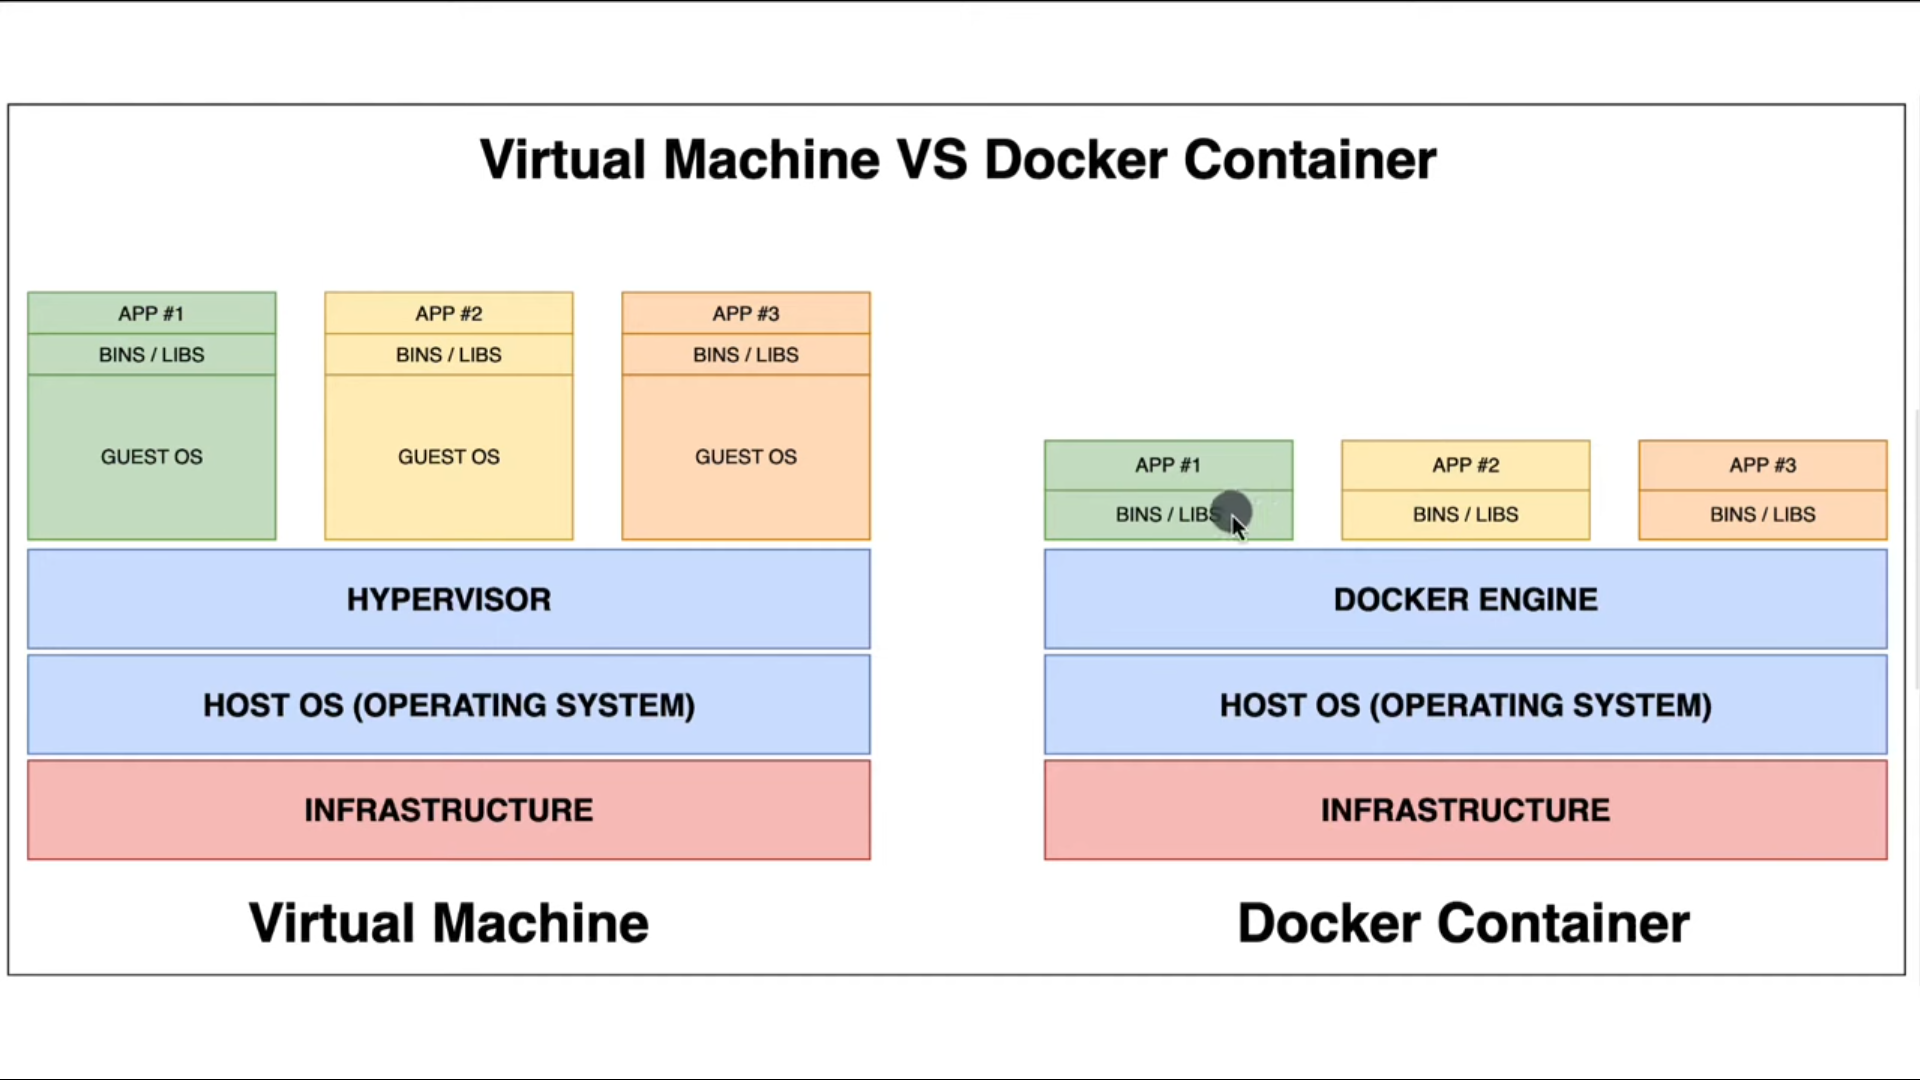 Virtual Machine VS Docker Container
APP #1
BINS / LIBS
GUEST OS
APP #2
BINS / LIBS
GUEST OS
APP #3
BINS / LIBS
GUEST OS
HYPERVISOR
HOST OS (OPERATING SYSTEM)
INFRASTRUCTURE
Virtual Machine
APP #1
BINS / LIBS
APP #2
BINS / LIBS
APP #3
BINS / LIBS
DOCKER ENGINE
HOST OS (OPERATING SYSTEM)
INFRASTRUCTURE
Docker Container